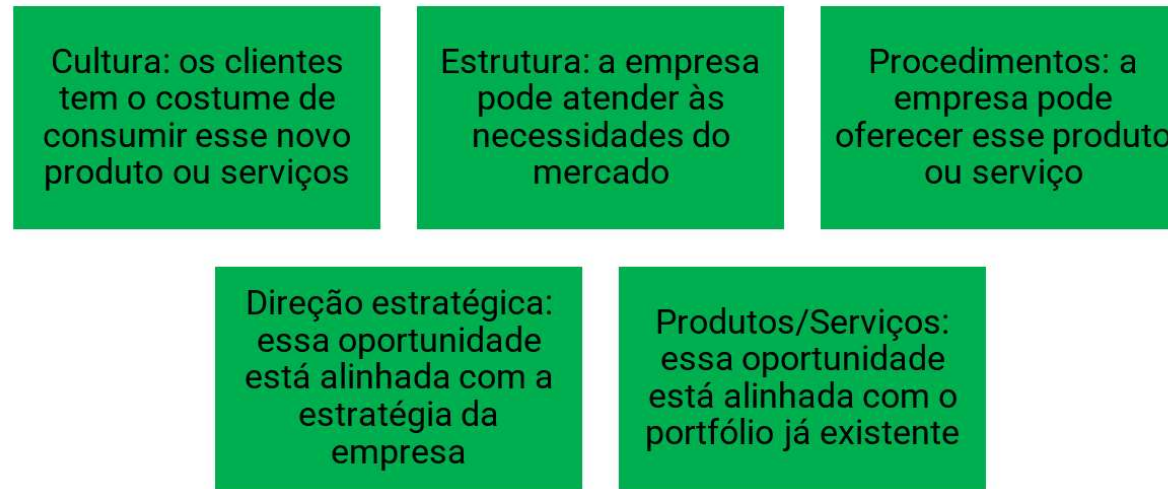 Cultura: os clientes
tem o costume de
consumir esse novo
produto ou serviços
Estrutura: a empresa
pode atender às
necessidades do
mercado
Procedimentos: a
empresa pode
oferecer esse produto
ou serviço
Direção estratégica:
essa oportunidade
está alinhada com a
estratégia da
empresa
Produtos/Serviços:
essa oportunidade
está alinhada com o
portfólio já existente